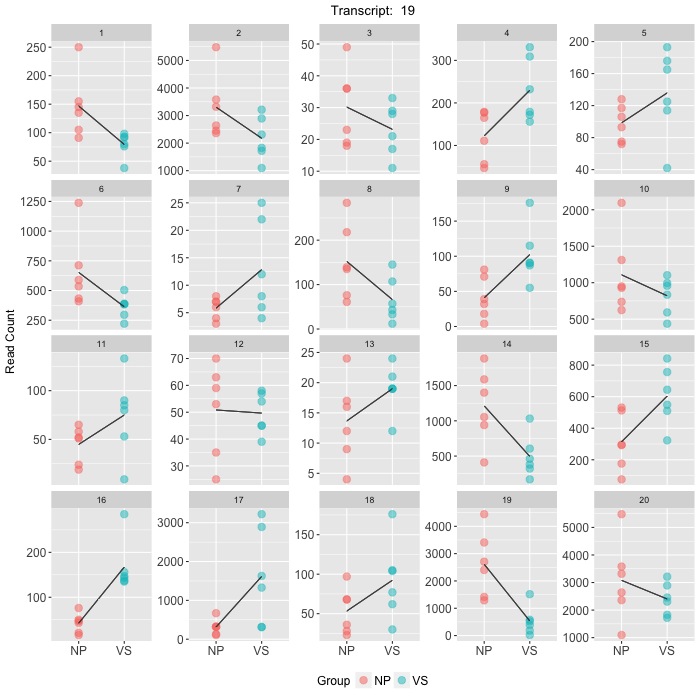 Transcript: 19
1 2 3 4 5
250 200 150 100 50
5000 4000 3000 2000 1000
50 40 30 20 10
300 200 100
200 160 120 80 40
6 7 8 9 10
1250 1000 750 500 250
25 20 15 10 5
200 100 0
150 100 50 0
2000 1500 1000 500
Read Count
11 12 13 14 15
100 50
70 60 50 40 30
25 20 15 10 5
1500 1000 500
800 600 400 200
16 17 18 19 20
200 100
3000 2000 1000 0
150 100 50
4000 3000 2000 1000 0
5000 4000 3000 2000 1000
NP VS NP VS NP VS NP VS NP VS
Group NP VS